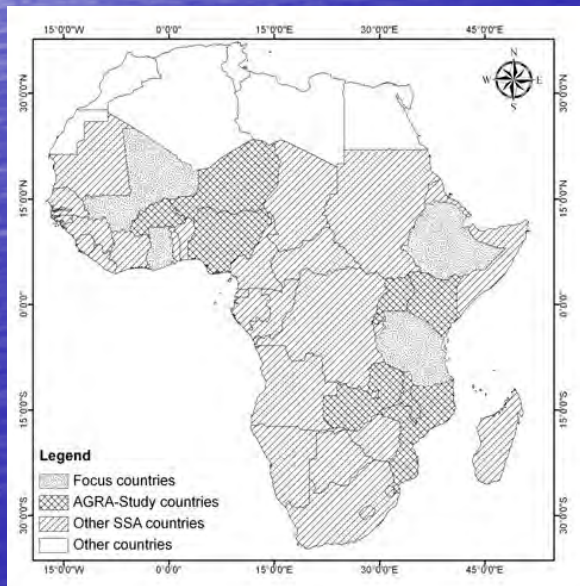 15°0'0"W 0°0'0" 15°0'0"E 30°0'0"E 45°0'0"E
N
W E
S
30°0'0"N 30°0'0"N
15°0'0"N 15°0'0"N
0°0'0" 0°0'0"
15°0'0"S 15°0'0"S
30°0'0"S 30°0'0"S
Legend
Focus countries
AGRA-Study countries
Other SSA countries
Other countries
15°0'0"W 0°0'0" 15°0'0"E 30°0'0"E 45°0'0"E